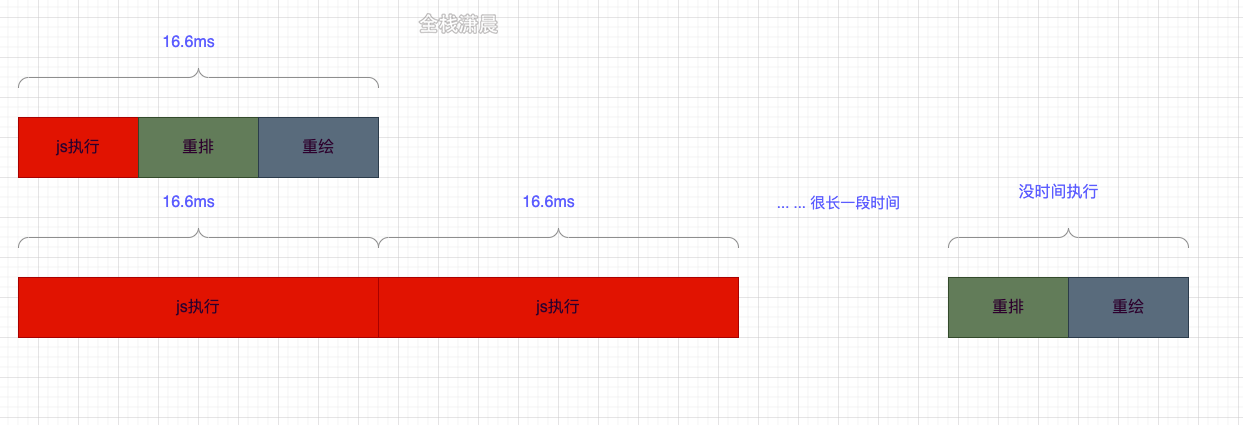 全栈潇晨
16.6ms
js执行
重排
重绘
16.6ms
16.6ms
... ... 很长一段时间
没时间执行
js执行
js执行
重排
重绘